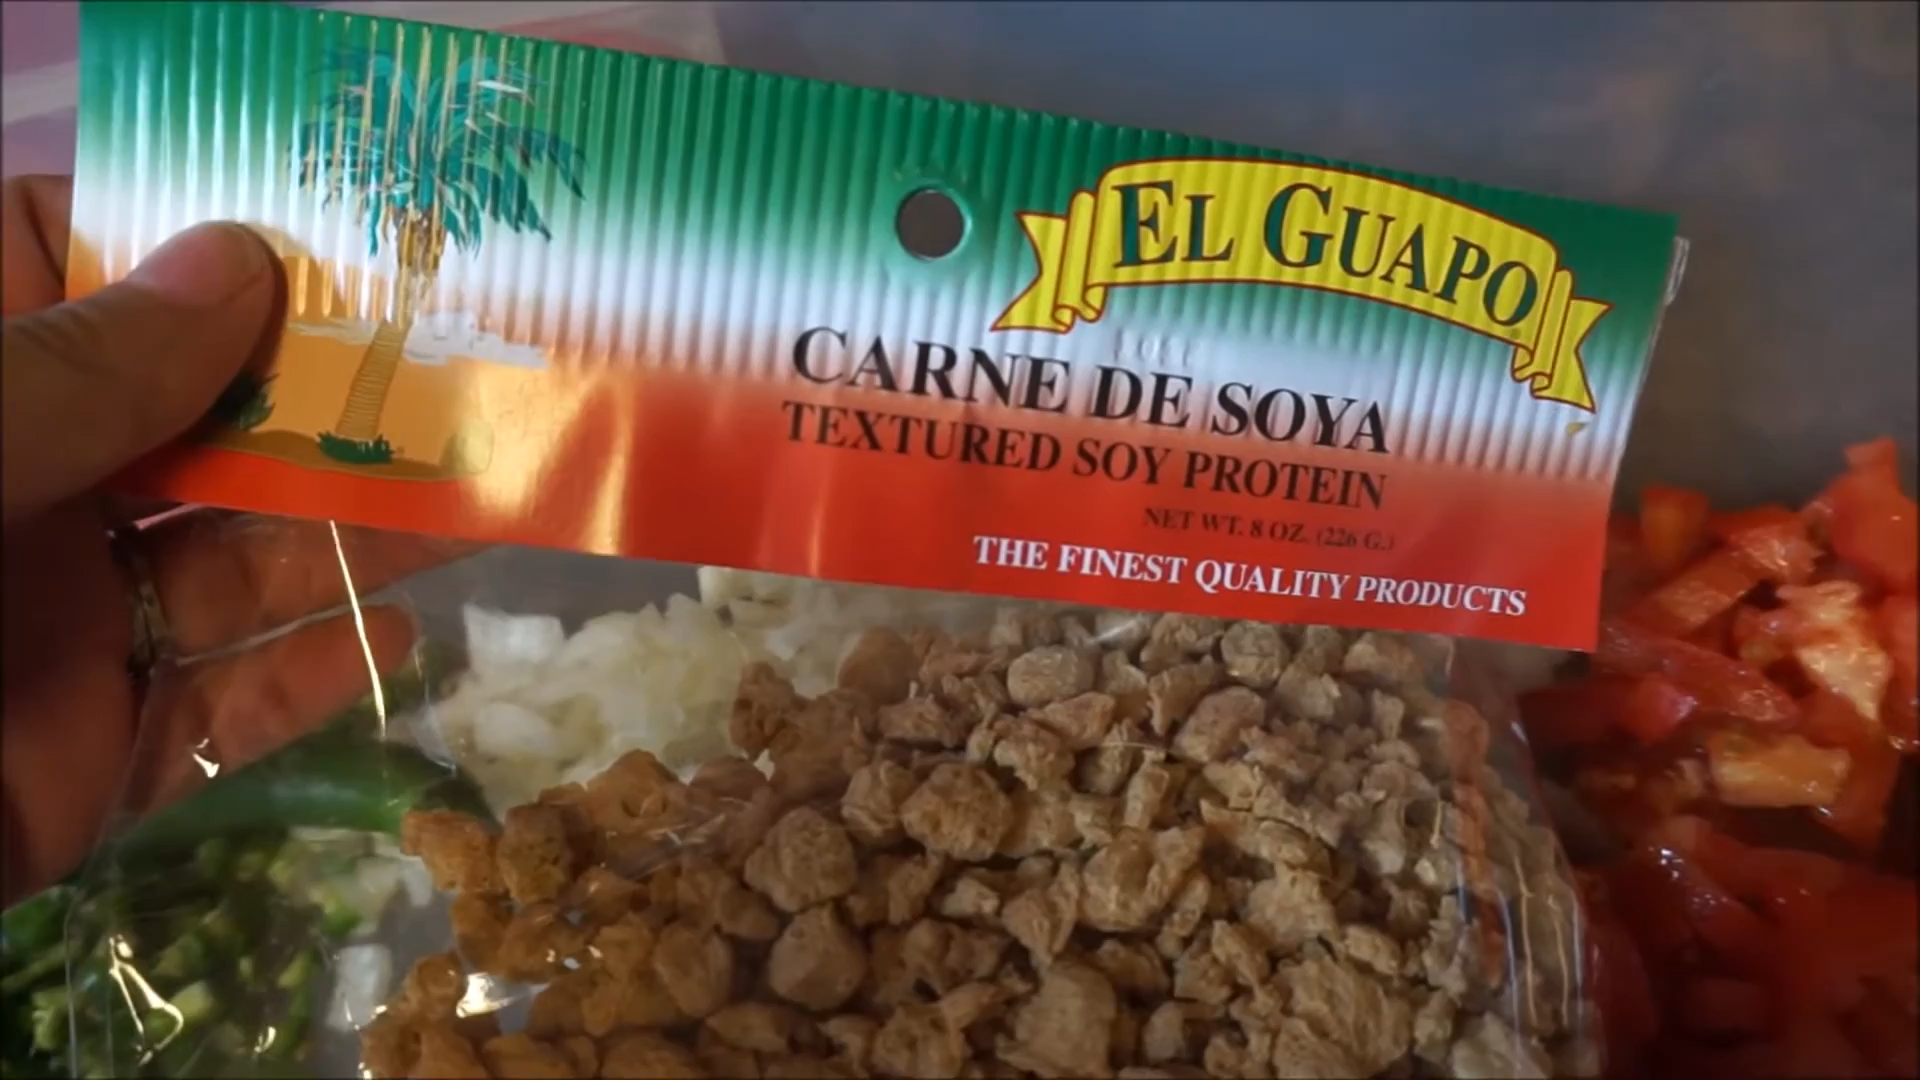 EL GUAPO
CARNE DE SOYA
TEXTURED SOY PROTEIN
NET WT. 8 OZ. (226 G.)
THE FINEST QUALITY PRODUCTS